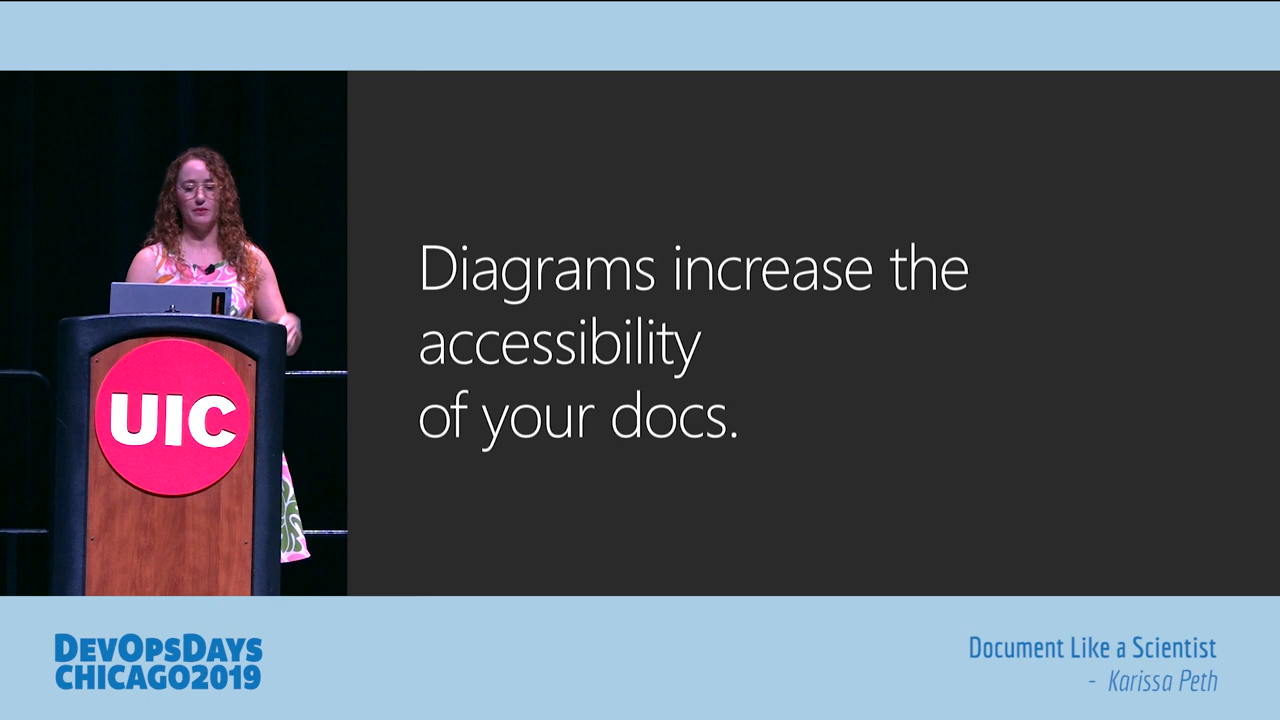 Diagrams increase the
accessibility
of your docs.
UIC
DEVOPSDAYS
CHICAGO2019
Document Like a Scientist
- Karissa Peth